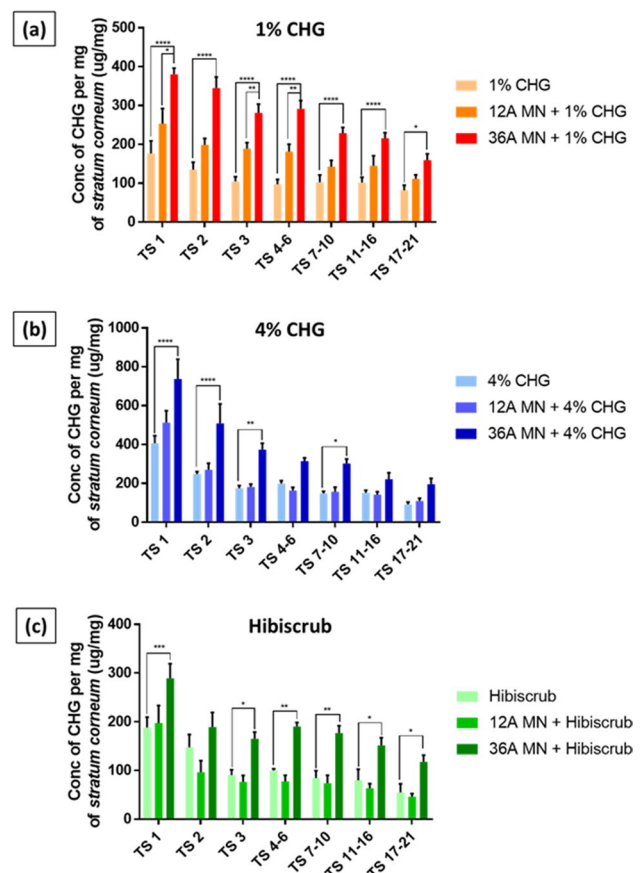 (a)
1% CHG
Conc of CHG per mg
of stratum corneum (ug/mg)
500
400
300
200
100
0
****
*
****
****
**
****
**
****
****
*
TS 1
TS 2
TS 3
TS 4-6
TS 7-10
TS 11-16
TS 17-21
1% CHG
12A MN + 1% CHG
36A MN + 1% CHG
(b)
4% CHG
Conc of CHG per mg
of stratum corneum (ug/mg)
1000
800
600
400
200
0
****
****
**
*
TS 1
TS 2
TS 3
TS 4-6
TS 7-10
TS 11-16
TS 17-21
4% CHG
12A MN + 4% CHG
36A MN + 4% CHG
(c)
Hibiscrub
Conc of CHG per mg
of stratum corneum (ug/mg)
400
300
200
100
0
***
*
**
**
*
*
TS 1
TS 2
TS 3
TS 4-6
TS 7-10
TS 11-16
TS 17-21
Hibiscrub
12A MN + Hibiscrub
36A MN + Hibiscrub